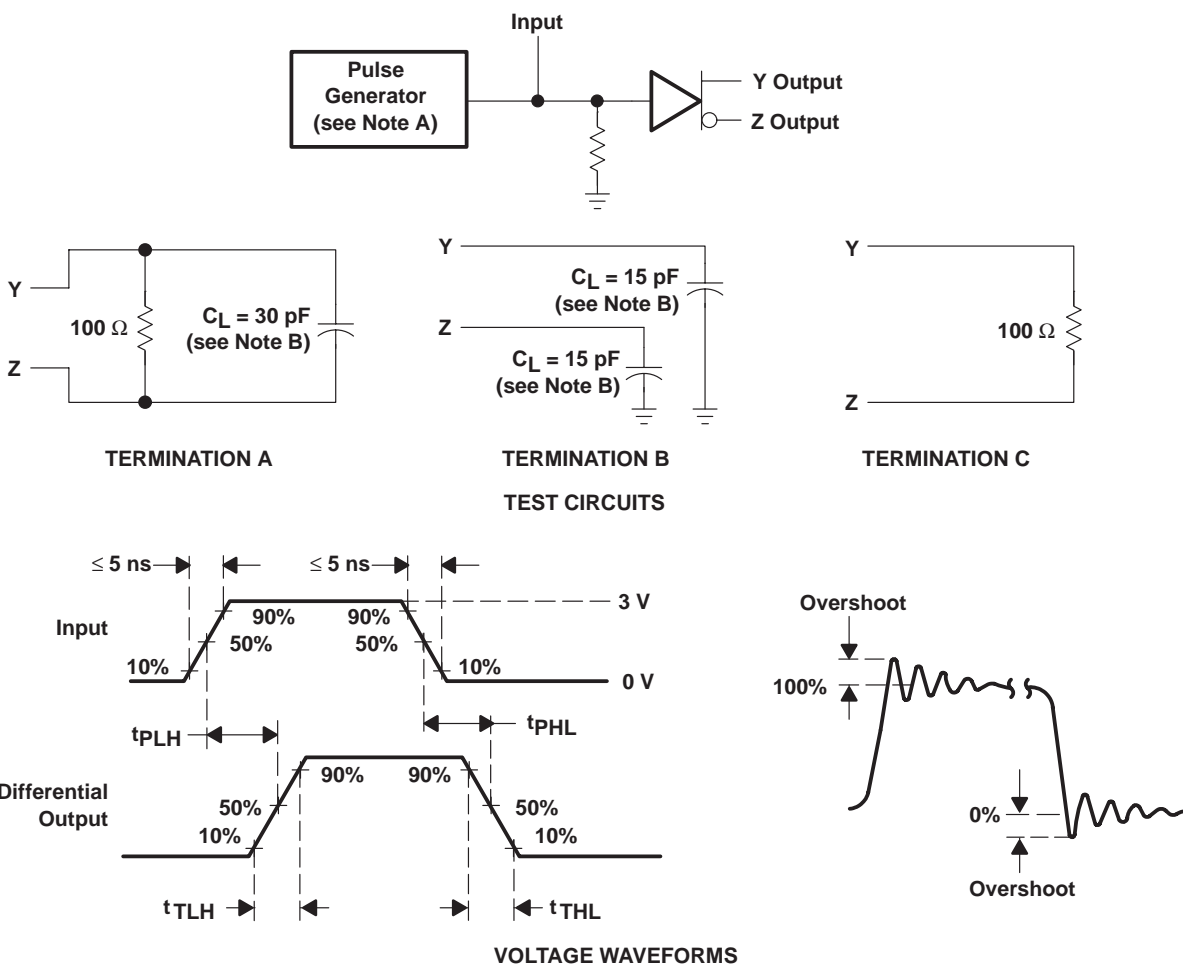 Input
Pulse
Generator
(see Note A)
Y Output
Z Output
Y
Z
100 Ω
CL = 30 pF
(see Note B)
TERMINATION A
Y
CL = 15 pF
(see Note B)
Z
CL = 15 pF
(see Note B)
TERMINATION B
Y
100 Ω
Z
TERMINATION C
TEST CIRCUITS
≤ 5 ns
≤ 5 ns
3 V
Input
90%
90%
50%
50%
10%
10%
0 V
tPLH
tPHL
Differential
Output
90%
90%
50%
50%
10%
10%
tTLH
tTHL
Overshoot
100%
0%
Overshoot
VOLTAGE WAVEFORMS